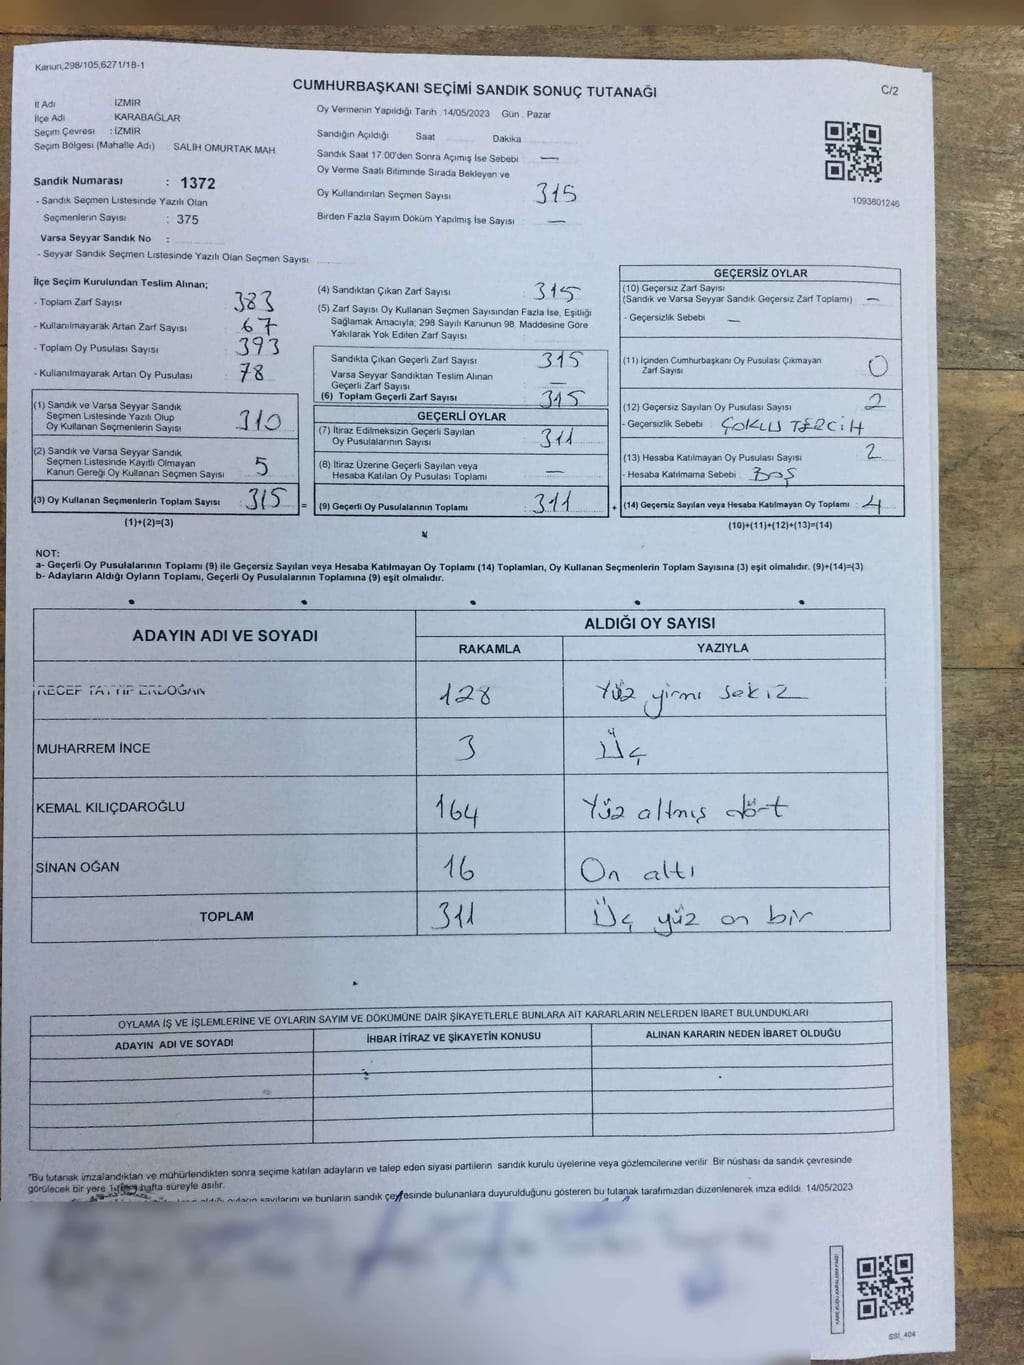 Kanun,298/105,6271/18-1
CUMHURBAŞKANI SEÇİMİ SANDIK SONUÇ TUTANAĞI
C/2
İl Adı İZMİR
İlçe Adı KARABAĞLAR
Seçim Çevresi : İZMİR
Seçim Bölgesi (Mahalle Adı) SALİH OMURTAK MAH.
Oy Vermenin Yapıldığı Tarih : 14/05/2023 Gün : Pazar
Sandığın Açıldığı Saat Dakika
Sandık Saat 17:00'den Sonra Açımış İse Sebebi —
Oy Verme Saati Bitiminde Sırada Bekleyen ve
Oy Kullandırılan Seçmen Sayısı 315
Birden Fazla Sayım Döküm Yapılmış İse Sayısı —
1093801246
Sandık Numarası : 1372
- Sandık Seçmen Listesinde Yazılı Olan
Seçmenlerin Sayısı : 375
Varsa Seyyar Sandık No :
- Seyyar Sandık Seçmen Listesinde Yazılı Olan Seçmen Sayısı
İlçe Seçim Kurulundan Teslim Alınan;
- Toplam Zarf Sayısı 383
- Kullanılmayarak Artan Zarf Sayısı 67
- Toplam Oy Pusulası Sayısı 393
- Kullanılmayarak Artan Oy Pusulası 78
(1) Sandık ve Varsa Seyyar Sandık
Seçmen Listesinde Yazılı Olup
Oy Kullanan Seçmenlerin Sayısı 310
(2) Sandık ve Varsa Seyyar Sandık
Seçmen Listesinde Kayıtlı Olmayan
Kanun Gereği Oy Kullanan Seçmen Sayısı 5
(3) Oy Kullanan Seçmenlerin Toplam Sayısı 315 =
(1)+(2)=(3)
(4) Sandıktan Çıkan Zarf Sayısı 315
(5) Zarf Sayısı Oy Kullanan Seçmen Sayısından Fazla İse, Eşitliği
Sağlamak Amacıyla; 298 Sayılı Kanunun 98. Maddesine Göre
Yakılarak Yok Edilen Zarf Sayısı
Sandıkta Çıkan Geçerli Zarf Sayısı 315
Varsa Seyyar Sandıktan Teslim Alınan
Geçerli Zarf Sayısı —
(6) Toplam Geçerli Zarf Sayısı 315
GEÇERLİ OYLAR
(7) İtiraz Edilmeksizin Geçerli Sayılan
Oy Pusulalarının Sayısı 311
(8) İtiraz Üzerine Geçerli Sayılan veya
Hesaba Katılan Oy Pusulası Toplamı —
(9) Geçerli Oy Pusulalarının Toplamı 311 +
GEÇERSİZ OYLAR
(10) Geçersiz Zarf Sayısı
(Sandık ve Varsa Seyyar Sandık Geçersiz Zarf Toplamı) —
- Geçersizlik Sebebi —
(11) İçinden Cumhurbaşkanı Oy Pusulası Çıkmayan
Zarf Sayısı 0
(12) Geçersiz Sayılan Oy Pusulası Sayısı 2
- Geçersizlik Sebebi ÇOKLU TERCİH
(13) Hesaba Katılmayan Oy Pusulası Sayısı 2
- Hesaba Katılmama Sebebi : BOŞ
(14) Geçersiz Sayılan veya Hesaba Katılmayan Oy Toplamı : 4
(10)+(11)+(12)+(13)=(14)
NOT:
a- Geçerli Oy Pusulalarının Toplamı (9) ile Geçersiz Sayılan veya Hesaba Katılmayan Oy Toplamı (14) Toplamları, Oy Kullanan Seçmenlerin Toplam Sayısına (3) eşit olmalıdır. (9)+(14)=(3)
b- Adayların Aldığı Oyların Toplamı, Geçerli Oy Pusulalarının Toplamına (9) eşit olmalıdır.
ADAYIN ADI VE SOYADI ALDIĞI OY SAYISI
RAKAMLA YAZIYLA
RECEP TAYYİP ERDOĞAN 128 Yüz yirmi sekiz
MUHARREM İNCE 3 Üç
KEMAL KILIÇDAROĞLU 164 Yüz altmış dört
SİNAN OĞAN 16 On altı
TOPLAM 311 Üç yüz on bir
OYLAMA İŞ VE İŞLEMLERİNE VE OYLARIN SAYIM VE DÖKÜMÜNE DAİR ŞİKAYETLERLE BUNLARA AİT KARARLARIN NELERDEN İBARET BULUNDUKLARI
ADAYIN ADI VE SOYADI İHBAR İTİRAZ VE ŞİKAYETİN KONUSU ALINAN KARARIN NEDEN İBARET OLDUĞU
*Bu tutanak imzalandıktan ve mühürlendikten sonra seçime katılan adayların ve talep eden siyasi partilerin sandık kurulu üyelerine veya gözlemcilerine verilir. Bir nüshası da sandık çevresinde
görülecek bir yere hafta süreyle asılır.
oyların sayılarını ve bunların sandık çevresinde bulunanlara duyurulduğunu gösteren bu tutanak tarafımızdan düzenlenerek imza edildi. 14/05/2023
SSİ_404